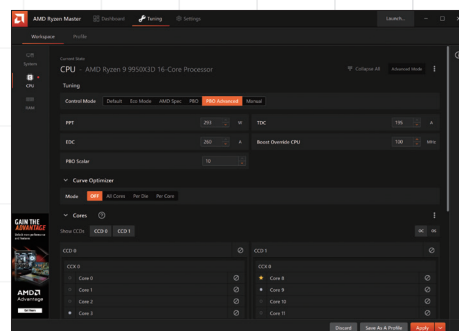 AMD Ryzen Master
Dashboard
Tuning
Settings
Launch...
Workspace
Profile
System
CPU
RAM
Current State
CPU - AMD Ryzen 9 9950X3D 16-Core Processor
Collapse All
Advanced Mode
Tuning
Control Mode Default Eco Mode AMD Spec PBO PBO Advanced Manual
PPT W
TDC 195 A
EDC 260 A
Boost Override CPU 100 MHz
PBO Scalar 10
Curve Optimizer
Mode OFF All Cores Per Die Per Core
Cores
Show CCDs CCD 0 CCD 1
CCD 0
CCD 1
CCX 0
CCX 0
Core 0
Core 8
Core 1
Core 9
Core 2
Core 10
Core 3
Core 11
GAIN THE
ADVANTAGE
AMD
Advantage
Discard
Save As A Profile
Apply